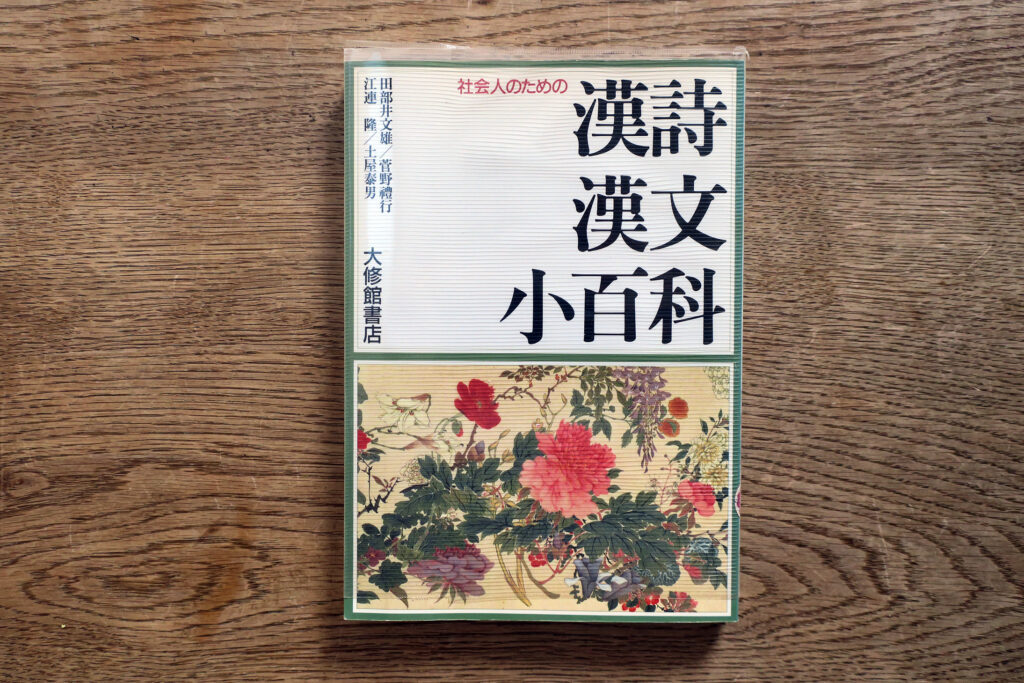 社会人のための
漢詩
漢文
小百科
田部井文雄／菅野禮行
江連　隆／土屋泰男
大修館書店